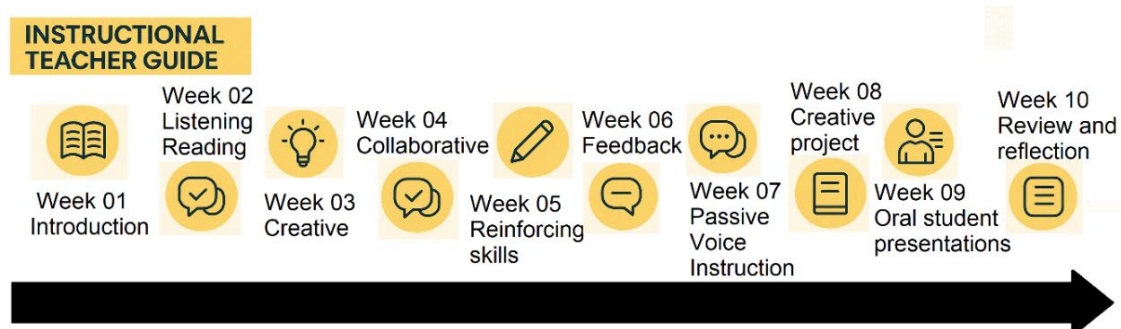 INSTRUCTIONAL
TEACHER GUIDE
Week 01
Introduction
Week 02
Listening
Reading
Week 03
Creative
Week 04
Collaborative
Week 05
Reinforcing
skills
Week 06
Feedback
Week 07
Passive
Voice
Instruction
Week 08
Creative
project
Week 09
Oral student
presentations
Week 10
Review and
reflection